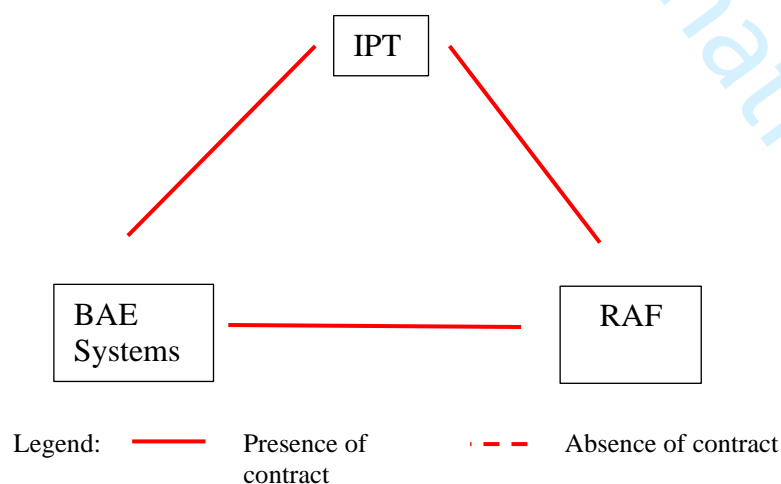 IPT
BAE
Systems
RAF
Legend:
Presence of
contract
Absence of contract